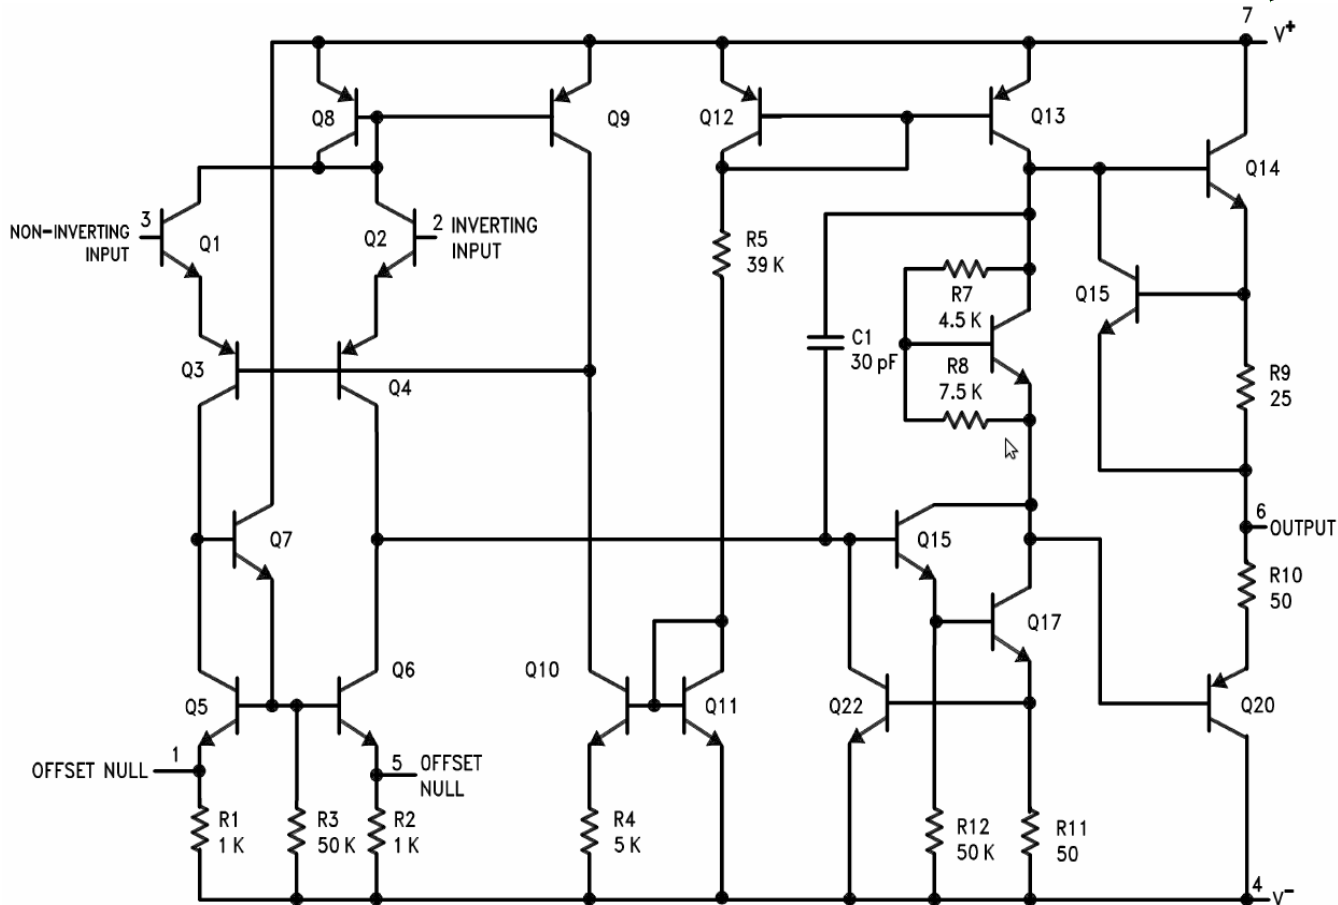 7
V+
Q8
Q9
Q12
Q13
Q14
3
NON-INVERTING
INPUT
Q1
Q2
2 INVERTING
INPUT
R5
39 K
R7
4.5 K
Q15
Q3
Q4
C1
30 pF
R8
7.5 K
R9
25
6
OUTPUT
Q7
Q15
R10
50
Q17
Q5
Q6
Q10
Q11
Q22
Q20
1
OFFSET NULL
5 OFFSET
NULL
R1
1 K
R3
50 K
R2
1 K
R4
5 K
R12
50 K
R11
50
4
V-